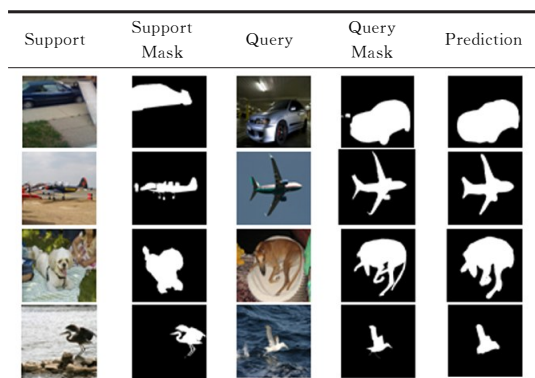 Support
Support
Mask
Query
Query
Mask
Prediction